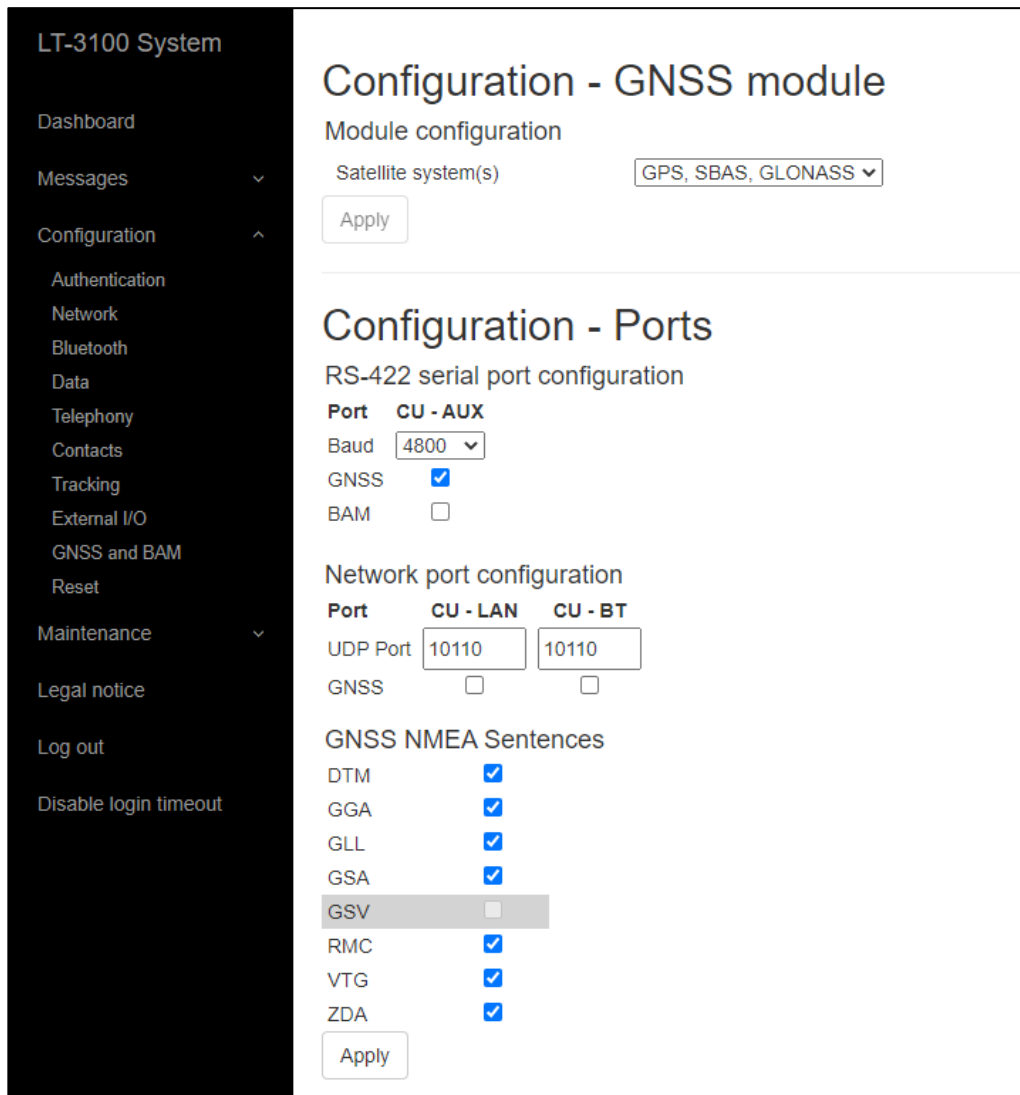 LT-3100 System
Dashboard
Messages
Configuration
Authentication
Network
Bluetooth
Data
Telephony
Contacts
Tracking
External I/O
GNSS and BAM
Reset
Maintenance
Legal notice
Log out
Disable login timeout
Configuration - GNSS module
Module configuration
Satellite system(s) GPS, SBAS, GLONASS
Apply
Configuration - Ports
RS-422 serial port configuration
Port CU - AUX
Baud 4800
GNSS
BAM
Network port configuration
Port CU - LAN CU - BT
UDP Port 10110 10110
GNSS
GNSS NMEA Sentences
DTM
GGA
GLL
GSA
GSV
RMC
VTG
ZDA
Apply